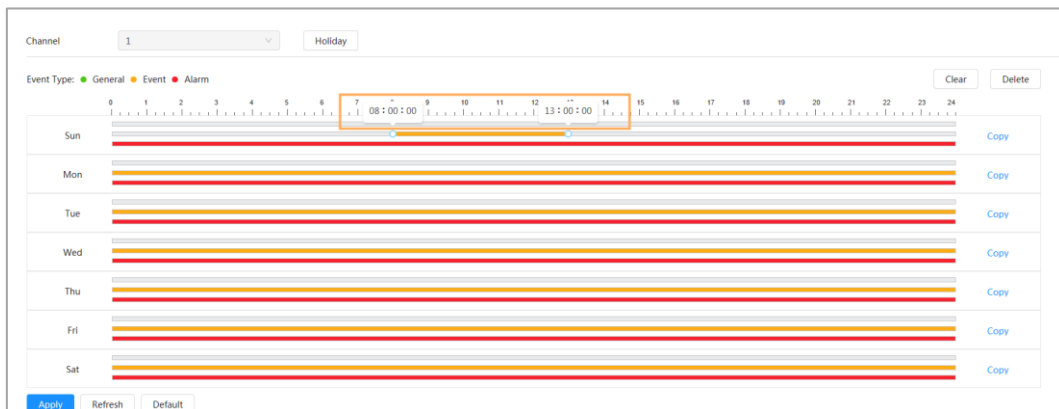 Channel 1 Holiday
Event Type: General Event Alarm Clear Delete
0 1 2 3 4 5 6 7 9 10 11 12 14 15 16 17 18 19 20 21 22 23 24
08:00:00 13:00:00
Sun Copy
Mon Copy
Tue Copy
Wed Copy
Thu Copy
Fri Copy
Sat Copy
Apply Refresh Default